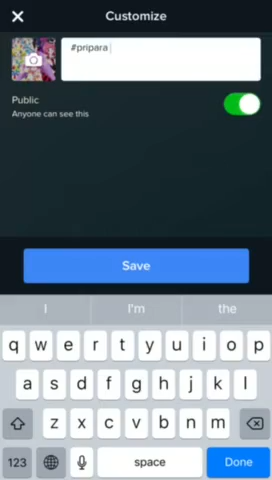 Customize
#pripara
Public
Anyone can see this
Save
I I'm the
q w e r t y u i o p
a s d f g h j k l
z x c v b n m
123 space Done